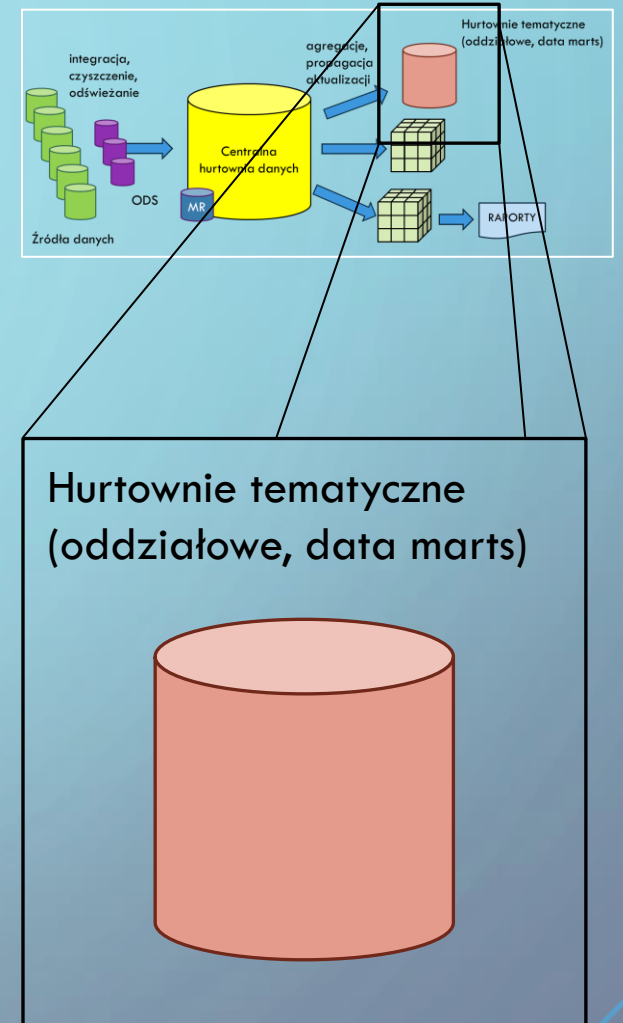 Hurtownie tematyczne
(oddziałowe, data marts)
agregacje,
propagacja
aktualizacji
integracja,
czyszczenie,
odświeżanie
Centralna
hurtownia danych
ODS
MR
RAPORTY
Źródła danych
Hurtownie tematyczne
(oddziałowe, data marts)